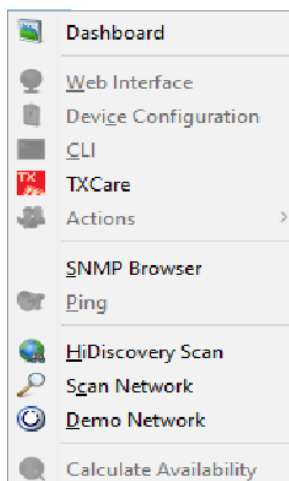 Dashboard
Web Interface
Device Configuration
CLI
TX
TXCare
Actions
SNMP Browser
Ping
HiDiscovery Scan
Scan Network
Demo Network
Calculate Availability